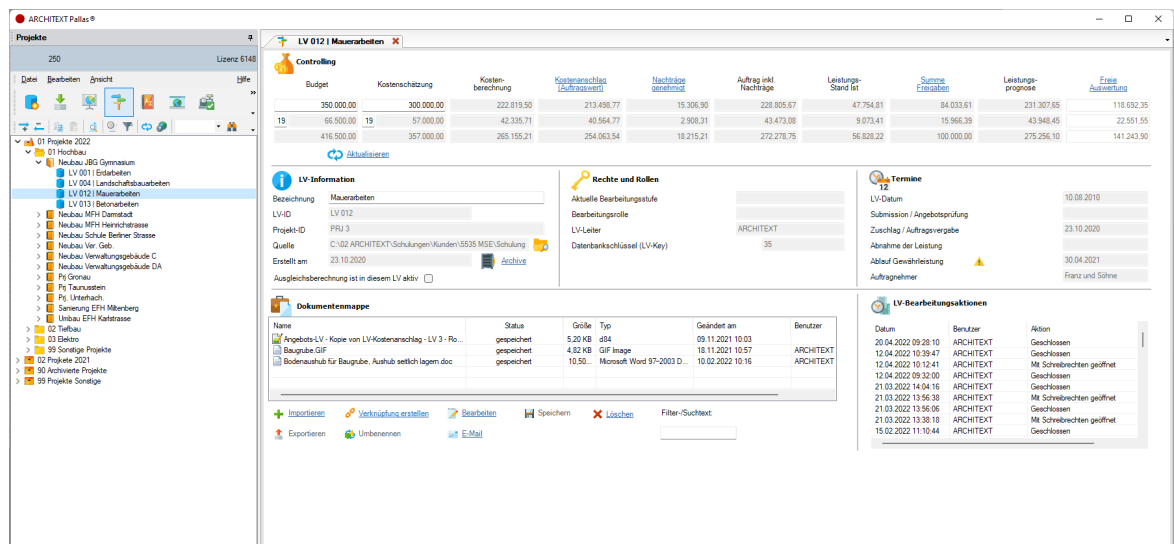 ARCHITEXT Pallas®
Projekte
250 Lizenz 6148
Datei Bearbeiten Ansicht Hilfe
01 Projekte 2022
01 Hochbau
Neubau JBG Gymnasium
LV 001 | Erdarbeiten
LV 004 | Landschaftsbauarbeiten
LV 012 | Mauerarbeiten
LV 013 | Betonarbeiten
Neubau MFH Darmstadt
Neubau MFH Heinrichstrasse
Neubau Schule Berliner Strasse
Neubau Ver. Geb.
Neubau Verwaltungsgebäude C
Neubau Verwaltungsgebäude DA
Prj Gronau
Prj Taunusstein
Prj. Unterhach.
Sanierung EFH Miltenberg
Umbau EFH Karlstrasse
02 Tiefbau
03 Elektro
99 Sonstige Projekte
02 Projkete 2021
90 Archivierte Projekte
99 Projekte Sonstige
LV 012 | Mauerarbeiten
Controlling
Budget Kostenschätzung Kosten-berechnung Kostenanschlag (Auftragswert) Nachträge genehmigt Auftrag inkl. Nachträge Leistungs-Stand Ist Summe Freigaben Leistungs-prognose Freie Auswertung
350.000,00 300.000,00 222.819,50 213.498,77 15.306,90 228.805,67 47.754,81 84.033,61 231.307,65 118.692,35
19 66.500,00 19 57.000,00 42.335,71 40.564,77 2.908,31 43.473,08 9.073,41 15.966,39 43.948,45 22.551,55
416.500,00 357.000,00 265.155,21 254.063,54 18.215,21 272.278,75 56.828,22 100.000,00 275.256,10 141.243,90
Aktualisieren
LV-Information
Bezeichnung Mauerarbeiten
LV-ID LV 012
Projekt-ID PRJ 3
Quelle C:\02 ARCHITEXT\Schulungen\Kunden\5535 MSE\Schulung
Erstellt am 23.10.2020 Archive
Ausgleichsberechnung ist in diesem LV aktiv
Rechte und Rollen
Aktuelle Bearbeitungsstufe
Bearbeitungsrolle
LV-Leiter ARCHITEXT
Datenbankschlüssel (LV-Key) 35
12 Termine
LV-Datum 10.08.2010
Submission / Angebotsprüfung
Zuschlag / Auftragsvergabe 23.10.2020
Abnahme der Leistung
Ablauf Gewährleistung 30.04.2021
Auftragnehmer Franz und Söhne
Dokumentenmappe
Name Status Größe Typ Geändert am Benutzer
Angebots-LV - Kopie von LV-Kostenanschlag - LV 3 - Ro... gespeichert 5,20 KB d84 09.11.2021 10:03
Baugrube.GIF gespeichert 4,82 KB GIF Image 18.11.2021 10:57 ARCHITEXT
Bodenaushub für Baugrube, Aushub seitlich lagern.doc gespeichert 10,50... Microsoft Word 97-2003 D... 10.02.2022 10:16 ARCHITEXT
Importieren Verknüpfung erstellen Bearbeiten Speichern Löschen Filter-/Suchtext:
Exportieren Umbenennen E-Mail
LV-Bearbeitungsaktionen
Datum Benutzer Aktion
20.04.2022 09:28:10 ARCHITEXT Geschlossen
12.04.2022 10:39:47 ARCHITEXT Geschlossen
12.04.2022 10:12:41 ARCHITEXT Mit Schreibrechten geöffnet
12.04.2022 09:32:00 ARCHITEXT Geschlossen
21.03.2022 14:04:16 ARCHITEXT Geschlossen
21.03.2022 13:56:38 ARCHITEXT Mit Schreibrechten geöffnet
21.03.2022 13:56:06 ARCHITEXT Geschlossen
21.03.2022 13:38:18 ARCHITEXT Mit Schreibrechten geöffnet
15.02.2022 11:10:44 ARCHITEXT Geschlossen